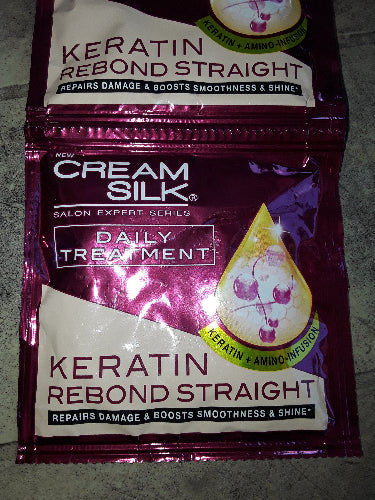 KERATIN + AMINO-INFUSION
KERATIN
REBOND STRAIGHT
REPAIRS DAMAGE & BOOSTS SMOOTHNESS & SHINE*
NEW
CREAM
SILK®
SALON EXPERT SERIES
DAILY
TREATMENT
KERATIN + AMINO-INFUSION
KERATIN
REBOND STRAIGHT
REPAIRS DAMAGE & BOOSTS SMOOTHNESS & SHINE*